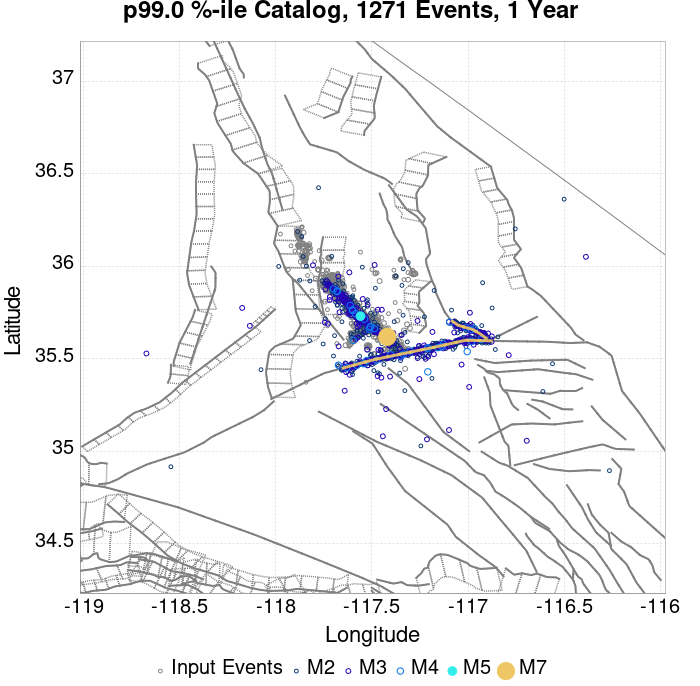 p99.0 %-ile Catalog, 1271 Events, 1 Year
37
36.5
36
35.5
35
34.5
Latitude
-119 -118.5 -118 -117.5 -117 -116.5 -116
Longitude
Input Events M2 M3 M4 M5 M7